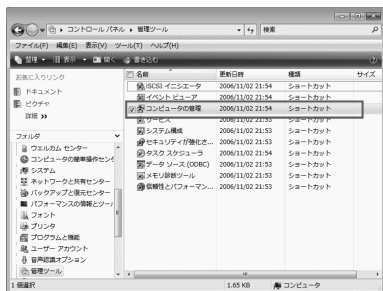 コントロール パネル ▸ 管理ツール
検索
ファイル(F) 編集(E) 表示(V) ツール(T) ヘルプ(H)
整理 表示 開く 書き込む
お気に入りリンク
ドキュメント
ピクチャ
詳細 >>
フォルダ
ウエルカム センター
コンピュータの簡単操作セン
システム
ネットワークと共有センター
バックアップと復元センター
パフォーマンスの情報とツー
フォント
プリンタ
プログラムと機能
ユーザー アカウント
音声認識オプション
管理ツール
名前 更新日時 種類 サイズ
iSCSI イニシエータ 2006/11/02 21:54 ショートカット
イベント ビューア 2006/11/02 21:54 ショートカット
コンピュータの管理 2006/11/02 21:54 ショートカット
サービス 2006/11/02 21:53 ショートカット
システム構成 2006/11/02 21:53 ショートカット
セキュリティが強化さ... 2006/11/02 21:53 ショートカット
タスク スケジューラ 2006/11/02 21:54 ショートカット
データ ソース (ODBC) 2006/11/02 21:53 ショートカット
メモリ診断ツール 2006/11/02 21:53 ショートカット
信頼性とパフォーマン... 2006/11/02 21:53 ショートカット
1 個選択 1.65 KB コンピュータ